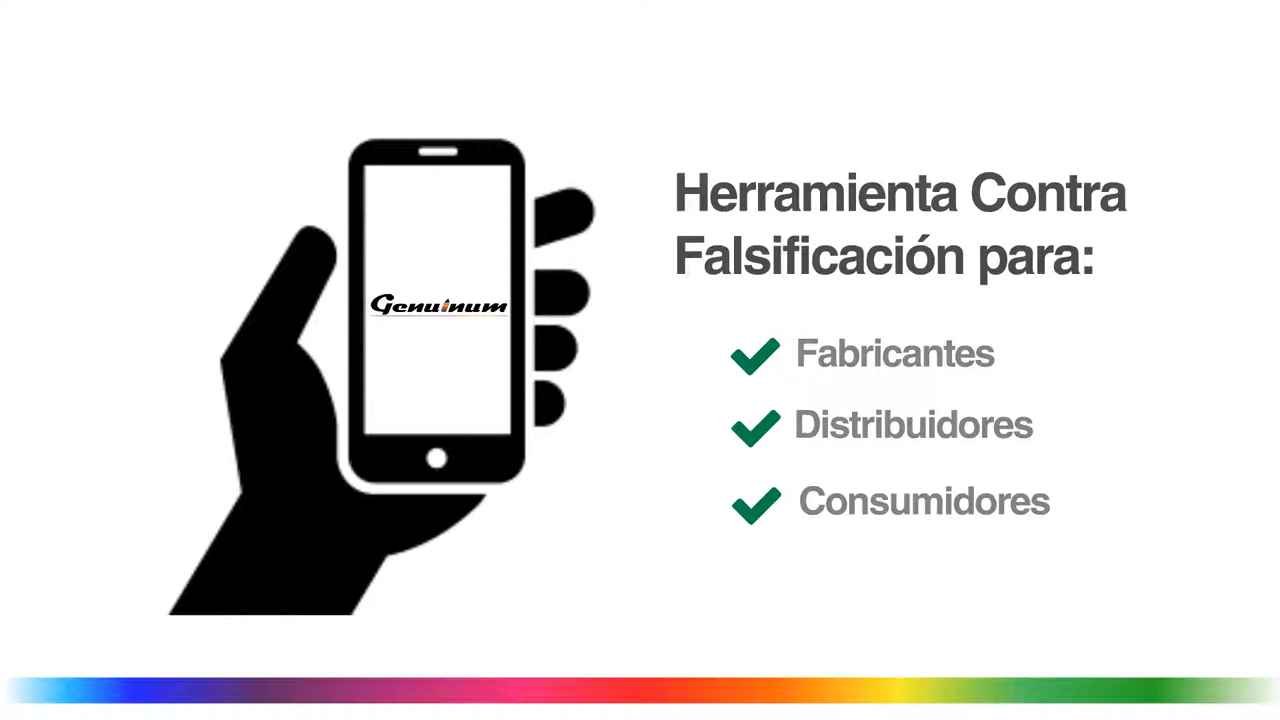 Genuinum
Herramienta Contra
Falsificación para:
Fabricantes
Distribuidores
Consumidores